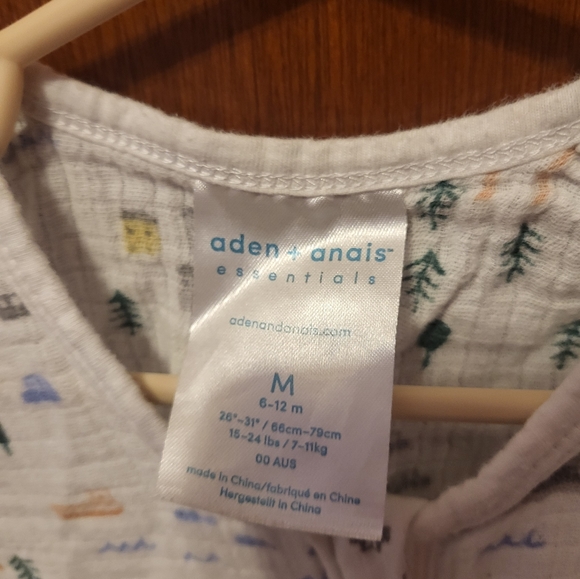 aden + anais™
essentials
adenandanais.com
M
6-12 m
26"-31" / 66cm-79cm
15-24 lbs / 7-11kg
00 AUS
made in China/fabriqué en Chine
Hergestellt in China